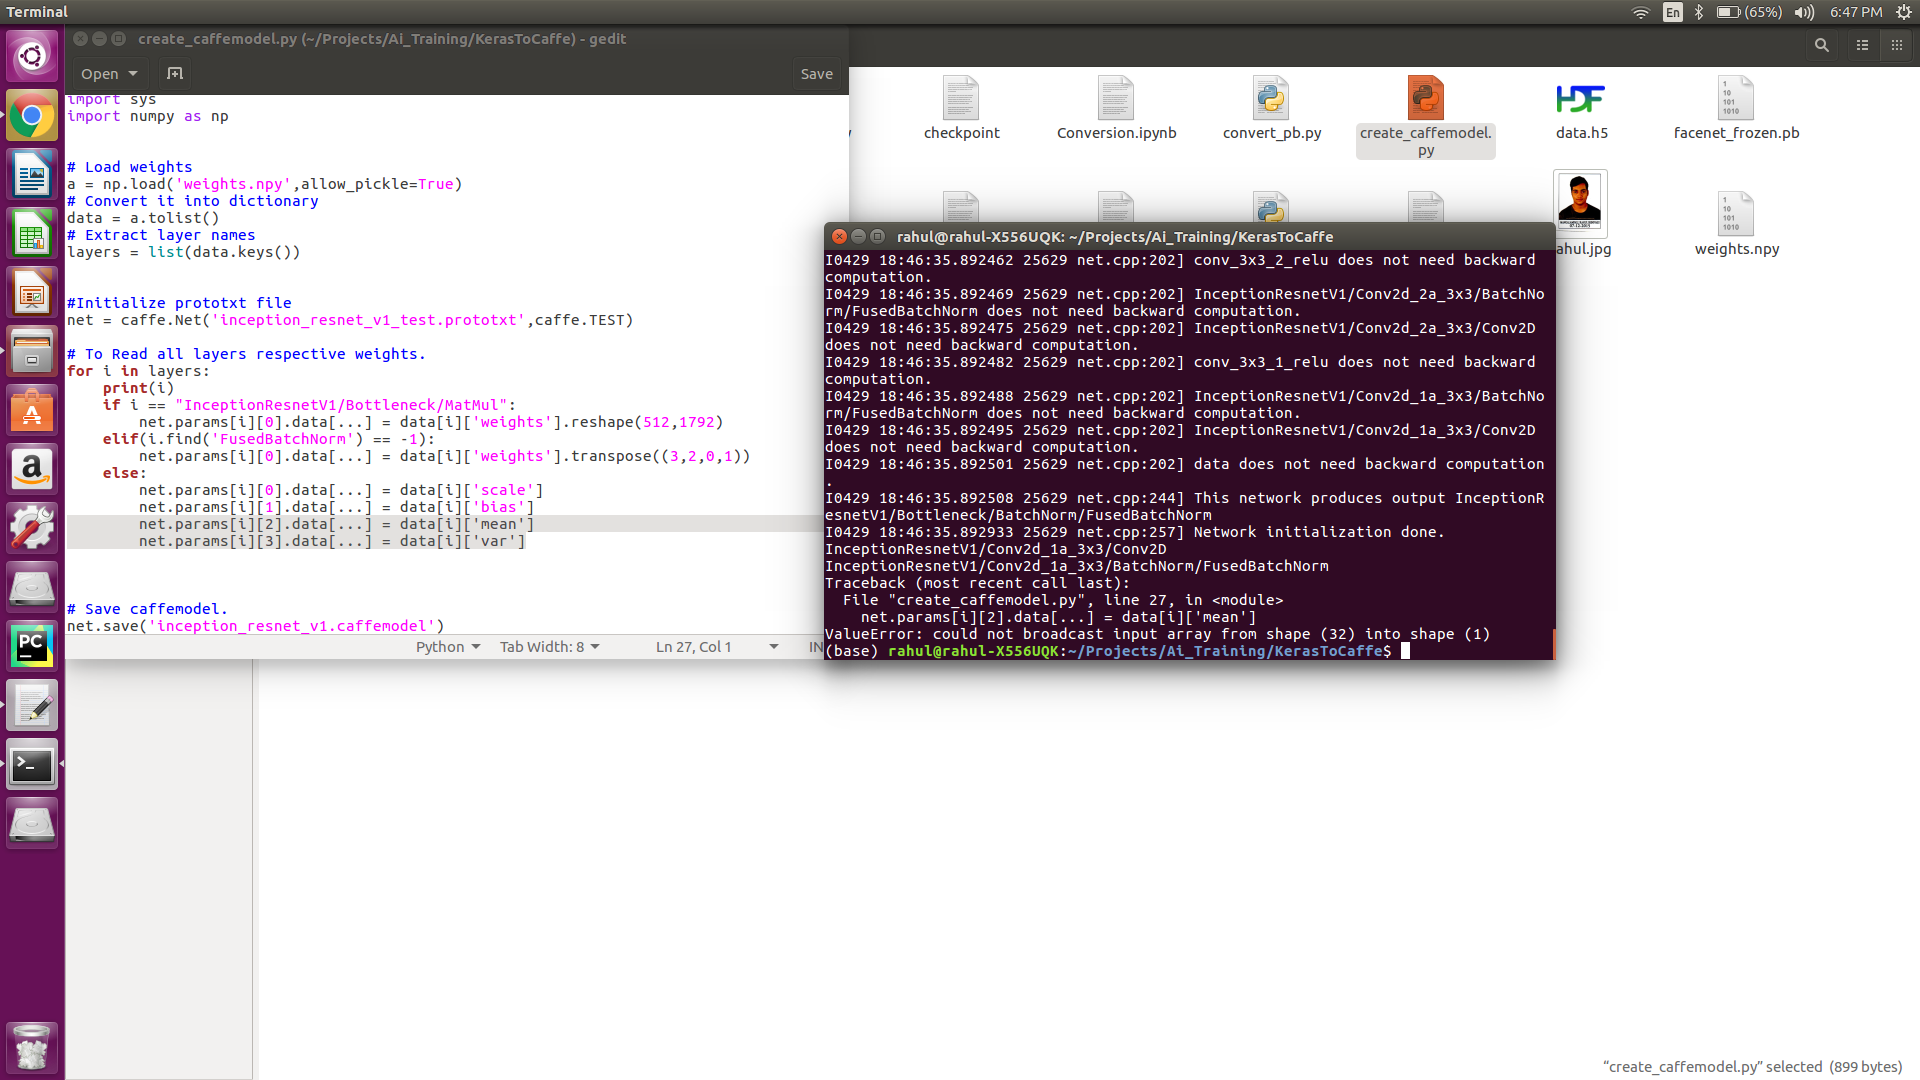 Terminal
En
(65%)
6:47 PM
create_caffemodel.py (~/Projects/Ai_Training/KerasToCaffe) - gedit
Open
Save
import sys
import numpy as np
# Load weights
a = np.load('weights.npy',allow_pickle=True)
# Convert it into dictionary
data = a.tolist()
# Extract layer names
layers = list(data.keys())
#Initialize prototxt file
net = caffe.Net('inception_resnet_v1_test.prototxt',caffe.TEST)
# To Read all layers respective weights.
for i in layers:
    print(i)
    if i == "InceptionResnetV1/Bottleneck/MatMul":
        net.params[i][0].data[...] = data[i]['weights'].reshape(512,1792)
    elif(i.find('FusedBatchNorm') == -1):
        net.params[i][0].data[...] = data[i]['weights'].transpose((3,2,0,1))
    else:
        net.params[i][0].data[...] = data[i]['scale']
        net.params[i][1].data[...] = data[i]['bias']
        net.params[i][2].data[...] = data[i]['mean']
        net.params[i][3].data[...] = data[i]['var']
# Save caffemodel.
net.save('inception_resnet_v1.caffemodel')
Python
Tab Width: 8
Ln 27, Col 1
IN
checkpoint
Conversion.ipynb
convert_pb.py
create_caffemodel.
py
HDF
data.h5
facenet_frozen.pb
ahul.jpg
weights.npy
rahul@rahul-X556UQK: ~/Projects/Ai_Training/KerasToCaffe
I0429 18:46:35.892462 25629 net.cpp:202] conv_3x3_2_relu does not need backward
computation.
I0429 18:46:35.892469 25629 net.cpp:202] InceptionResnetV1/Conv2d_2a_3x3/BatchNo
rm/FusedBatchNorm does not need backward computation.
I0429 18:46:35.892475 25629 net.cpp:202] InceptionResnetV1/Conv2d_2a_3x3/Conv2D
does not need backward computation.
I0429 18:46:35.892482 25629 net.cpp:202] conv_3x3_1_relu does not need backward
computation.
I0429 18:46:35.892488 25629 net.cpp:202] InceptionResnetV1/Conv2d_1a_3x3/BatchNo
rm/FusedBatchNorm does not need backward computation.
I0429 18:46:35.892495 25629 net.cpp:202] InceptionResnetV1/Conv2d_1a_3x3/Conv2D
does not need backward computation.
I0429 18:46:35.892501 25629 net.cpp:202] data does not need backward computation
.
I0429 18:46:35.892508 25629 net.cpp:244] This network produces output InceptionR
esnetV1/Bottleneck/BatchNorm/FusedBatchNorm
I0429 18:46:35.892933 25629 net.cpp:257] Network initialization done.
InceptionResnetV1/Conv2d_1a_3x3/Conv2D
InceptionResnetV1/Conv2d_1a_3x3/BatchNorm/FusedBatchNorm
Traceback (most recent call last):
  File "create_caffemodel.py", line 27, in <module>
    net.params[i][2].data[...] = data[i]['mean']
ValueError: could not broadcast input array from shape (32) into shape (1)
(base) rahul@rahul-X556UQK:~/Projects/Ai_Training/KerasToCaffe$
PC
"create_caffemodel.py" selected (899 bytes)